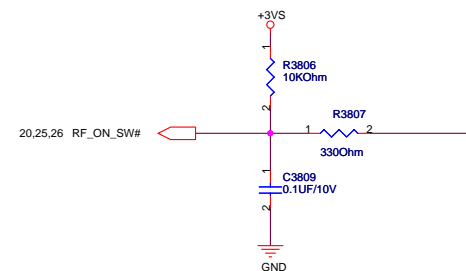 +3VS
1
R3806
10KOhm
2
R3807
20,25,26 RF_ON_SW#
1
2
330Ohm
1
C3809
0.1UF/10V
2
GND